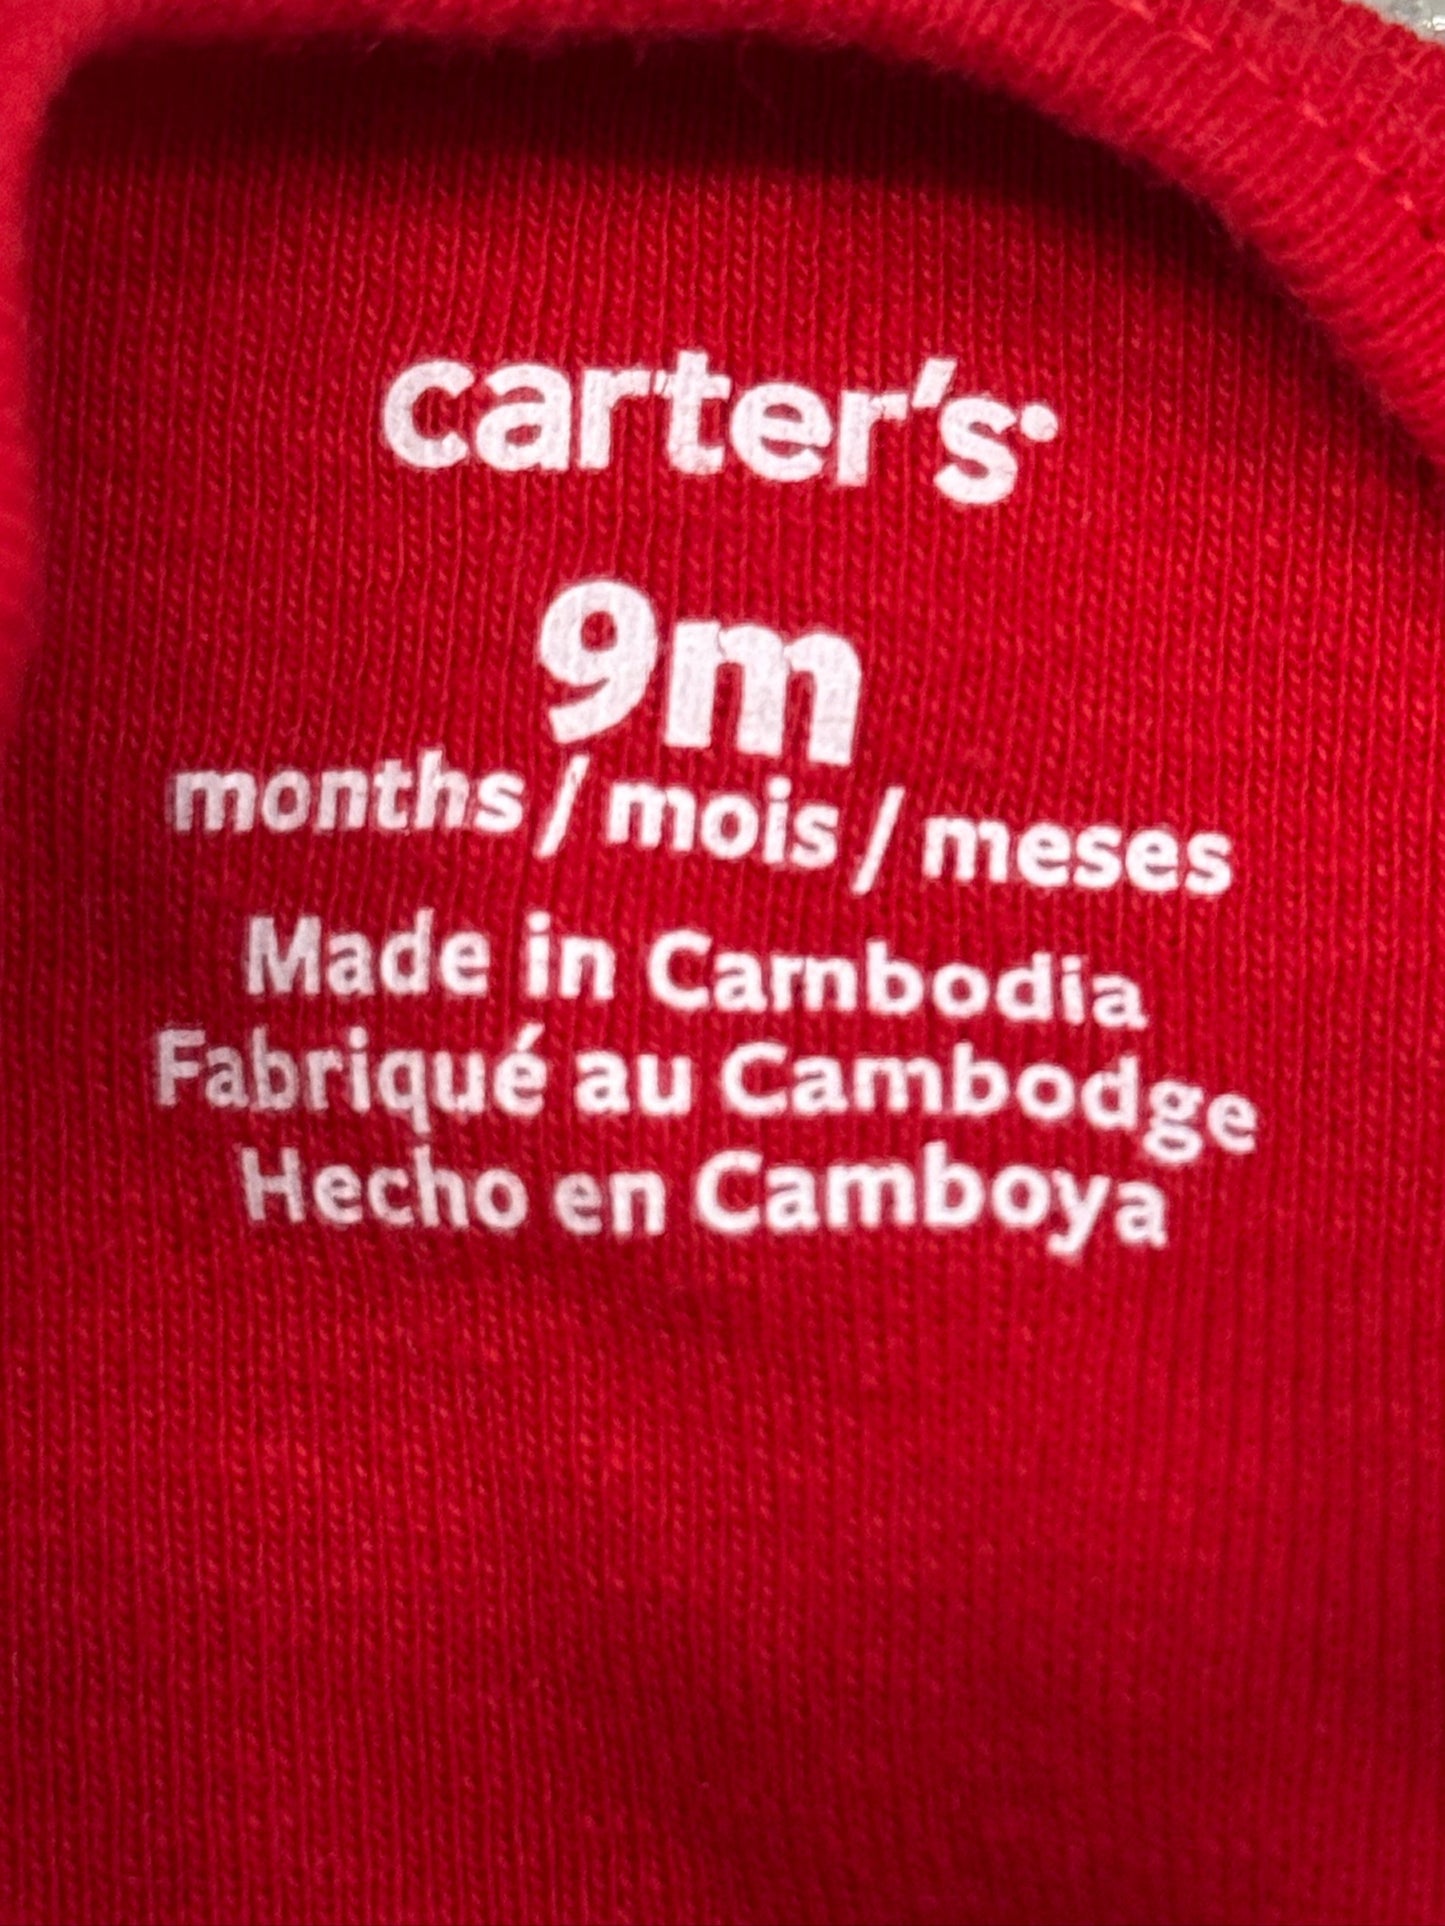 carter's
9m
months / mois / meses
Made in Cambodia
Fabriqué au Cambodge
Hecho en Camboya